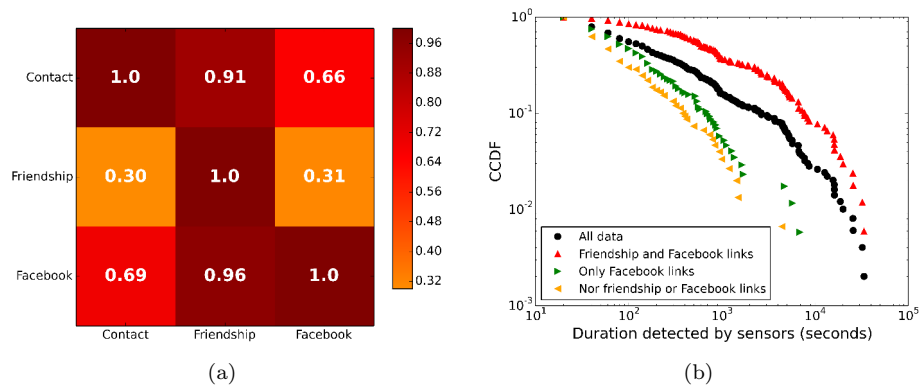 Contact
Friendship
Facebook
1.0 0.91 0.66
0.30 1.0 0.31
0.69 0.96 1.0
Contact Friendship Facebook
0.96
0.88
0.80
0.72
0.64
0.56
0.48
0.40
0.32
(a)
CCDF
10^0
10^-1
10^-2
10^-3
All data
Friendship and Facebook links
Only Facebook links
Nor friendship or Facebook links
10^1 10^2 10^3 10^4 10^5
Duration detected by sensors (seconds)
(b)